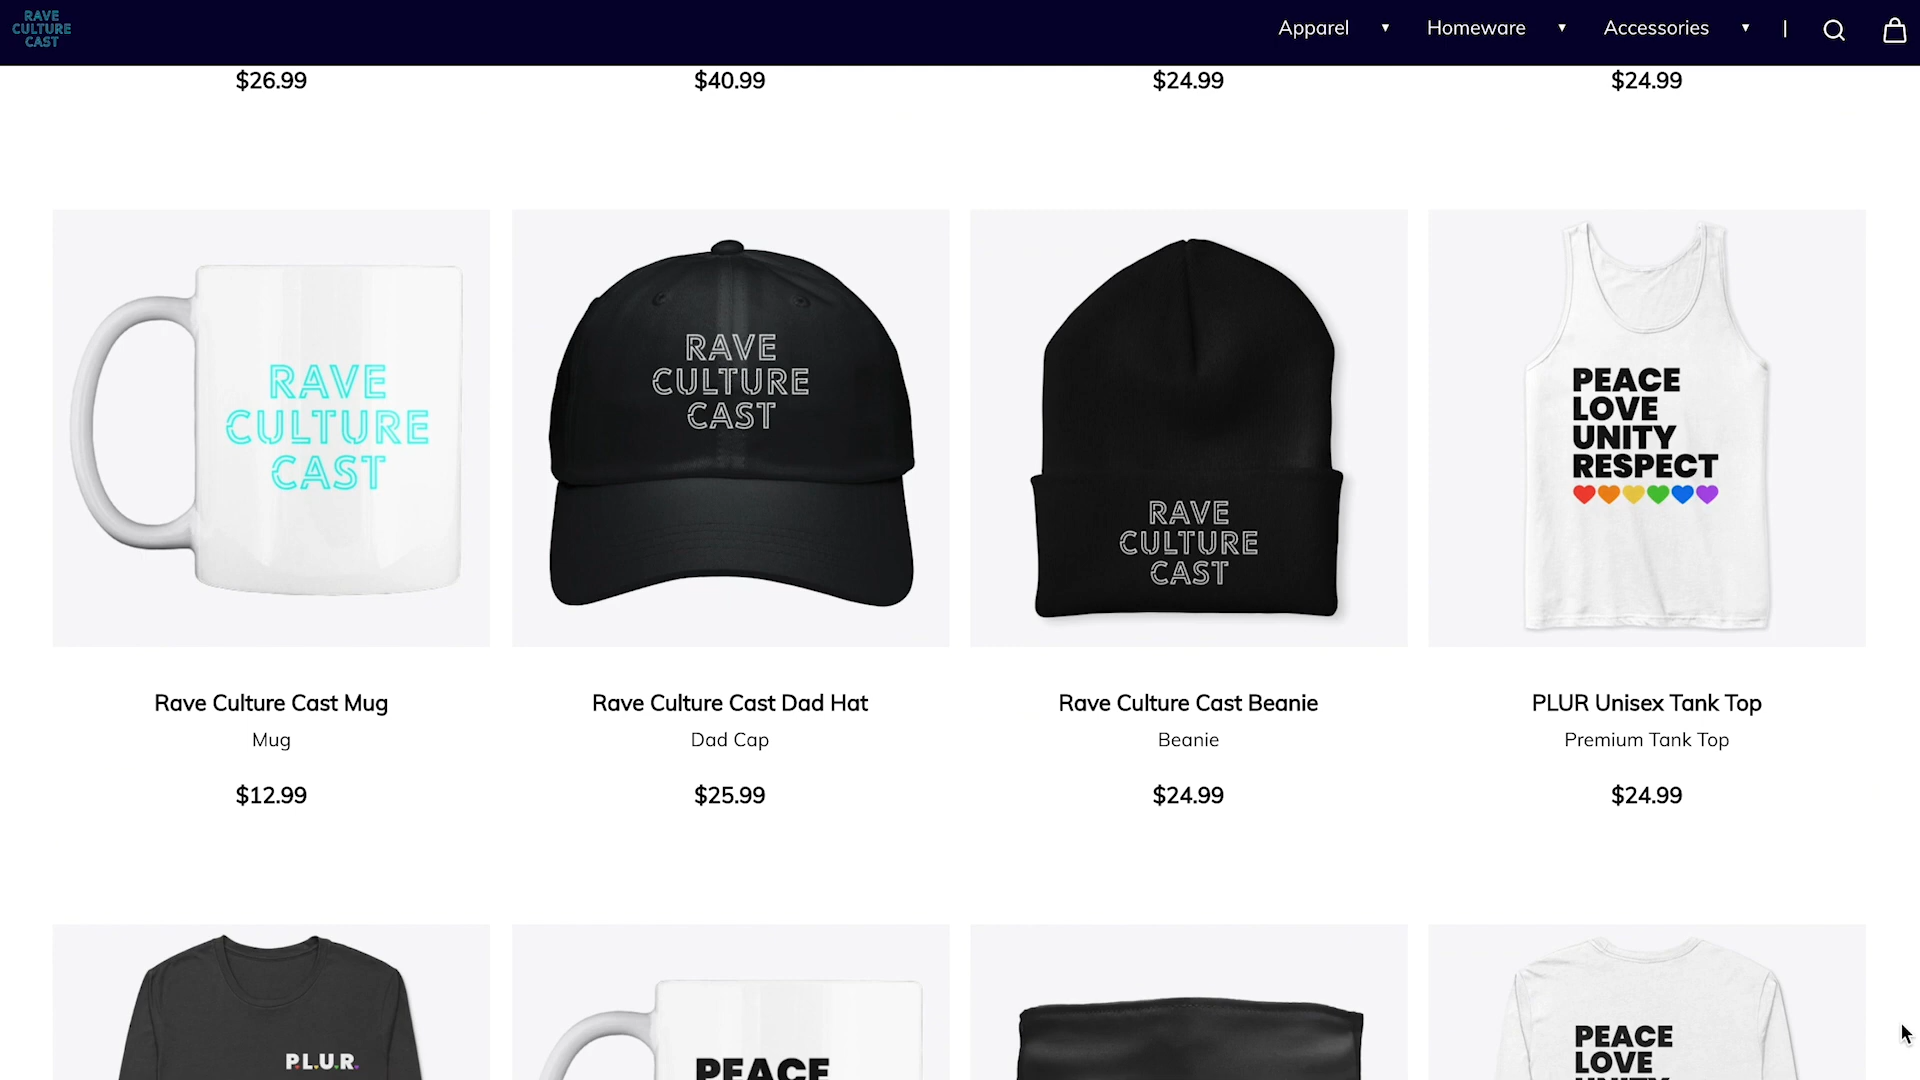 RAVE
CULTURE
CAST
Apparel ▼ Homeware ▼ Accessories ▼ |
$26.99 $40.99 $24.99 $24.99
RAVE
CULTURE
CAST
RAVE
CULTURE
CAST
RAVE
CULTURE
CAST
PEACE
LOVE
UNITY
RESPECT
Rave Culture Cast Mug
Mug
$12.99
Rave Culture Cast Dad Hat
Dad Cap
$25.99
Rave Culture Cast Beanie
Beanie
$24.99
PLUR Unisex Tank Top
Premium Tank Top
$24.99
P.L.U.R.
PEACE
PEACE
LOVE
UNITY